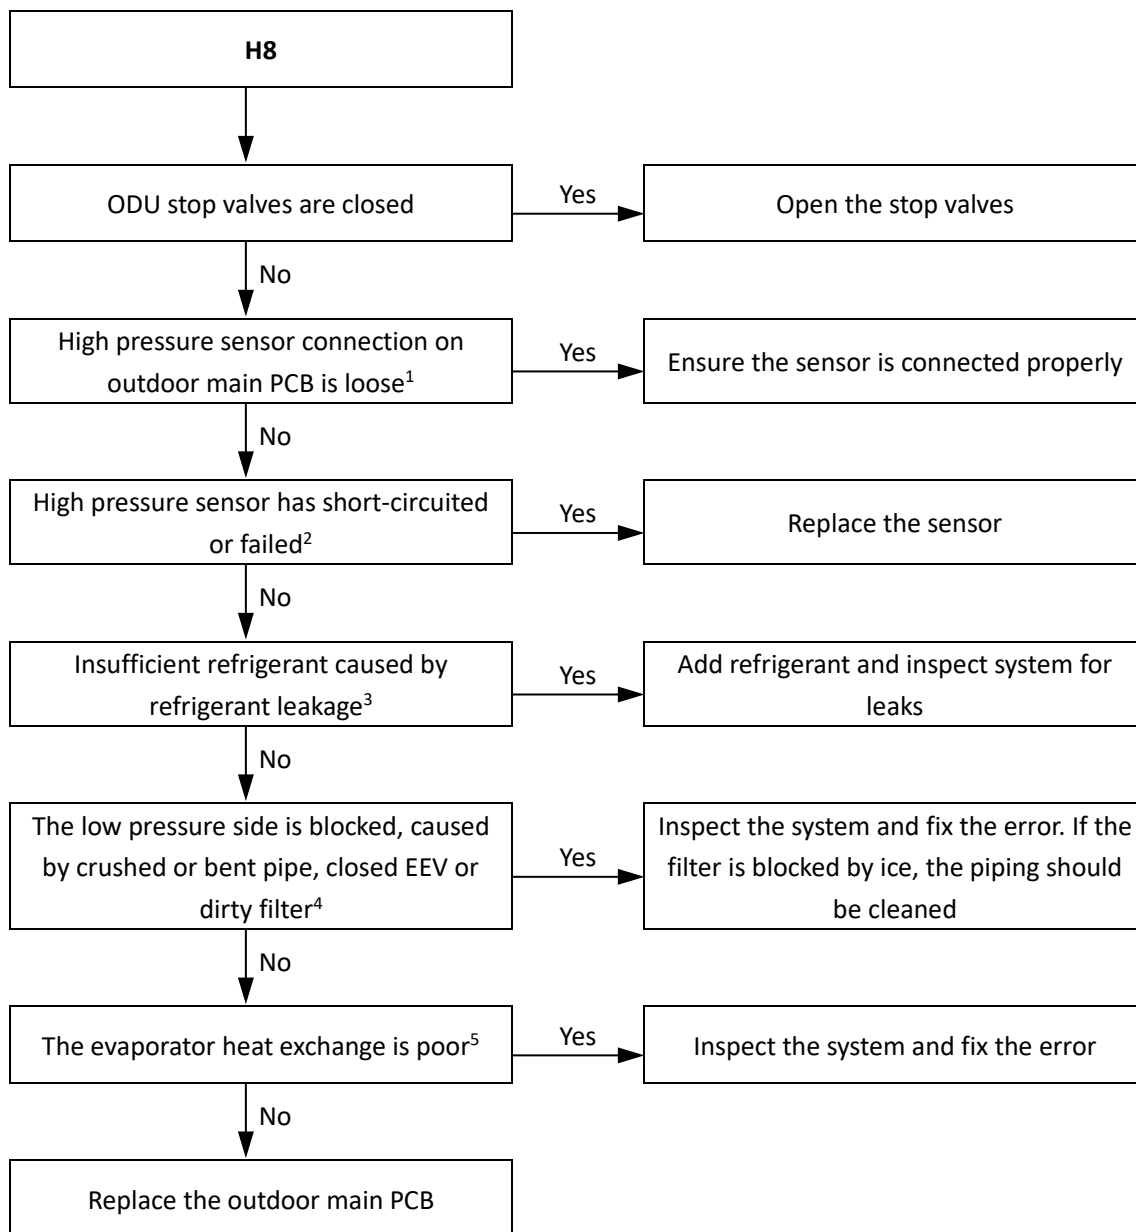 H8
ODU stop valves are closed
Yes
Open the stop valves
No
High pressure sensor connection on
outdoor main PCB is loose1
Yes
Ensure the sensor is connected properly
No
High pressure sensor has short-circuited
or failed2
Yes
Replace the sensor
No
Insufficient refrigerant caused by
refrigerant leakage3
Yes
Add refrigerant and inspect system for
leaks
No
The low pressure side is blocked, caused
by crushed or bent pipe, closed EEV or
dirty filter4
Yes
Inspect the system and fix the error. If the
filter is blocked by ice, the piping should
be cleaned
No
The evaporator heat exchange is poor5
Yes
Inspect the system and fix the error
No
Replace the outdoor main PCB